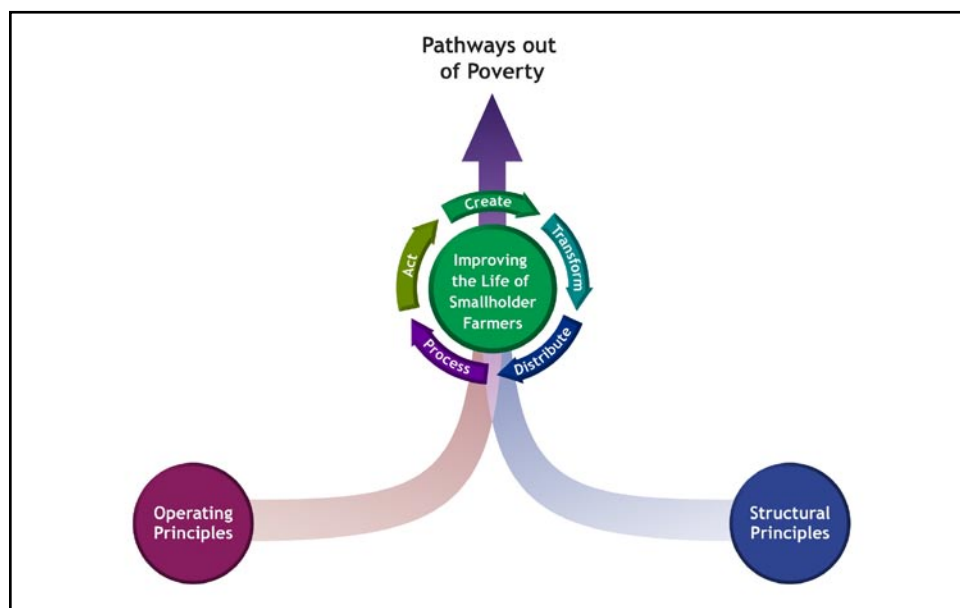 Pathways out
of Poverty
Create
Transform
Distribute
Process
Act
Improving
the Life of
Smallholder
Farmers
Operating
Principles
Structural
Principles